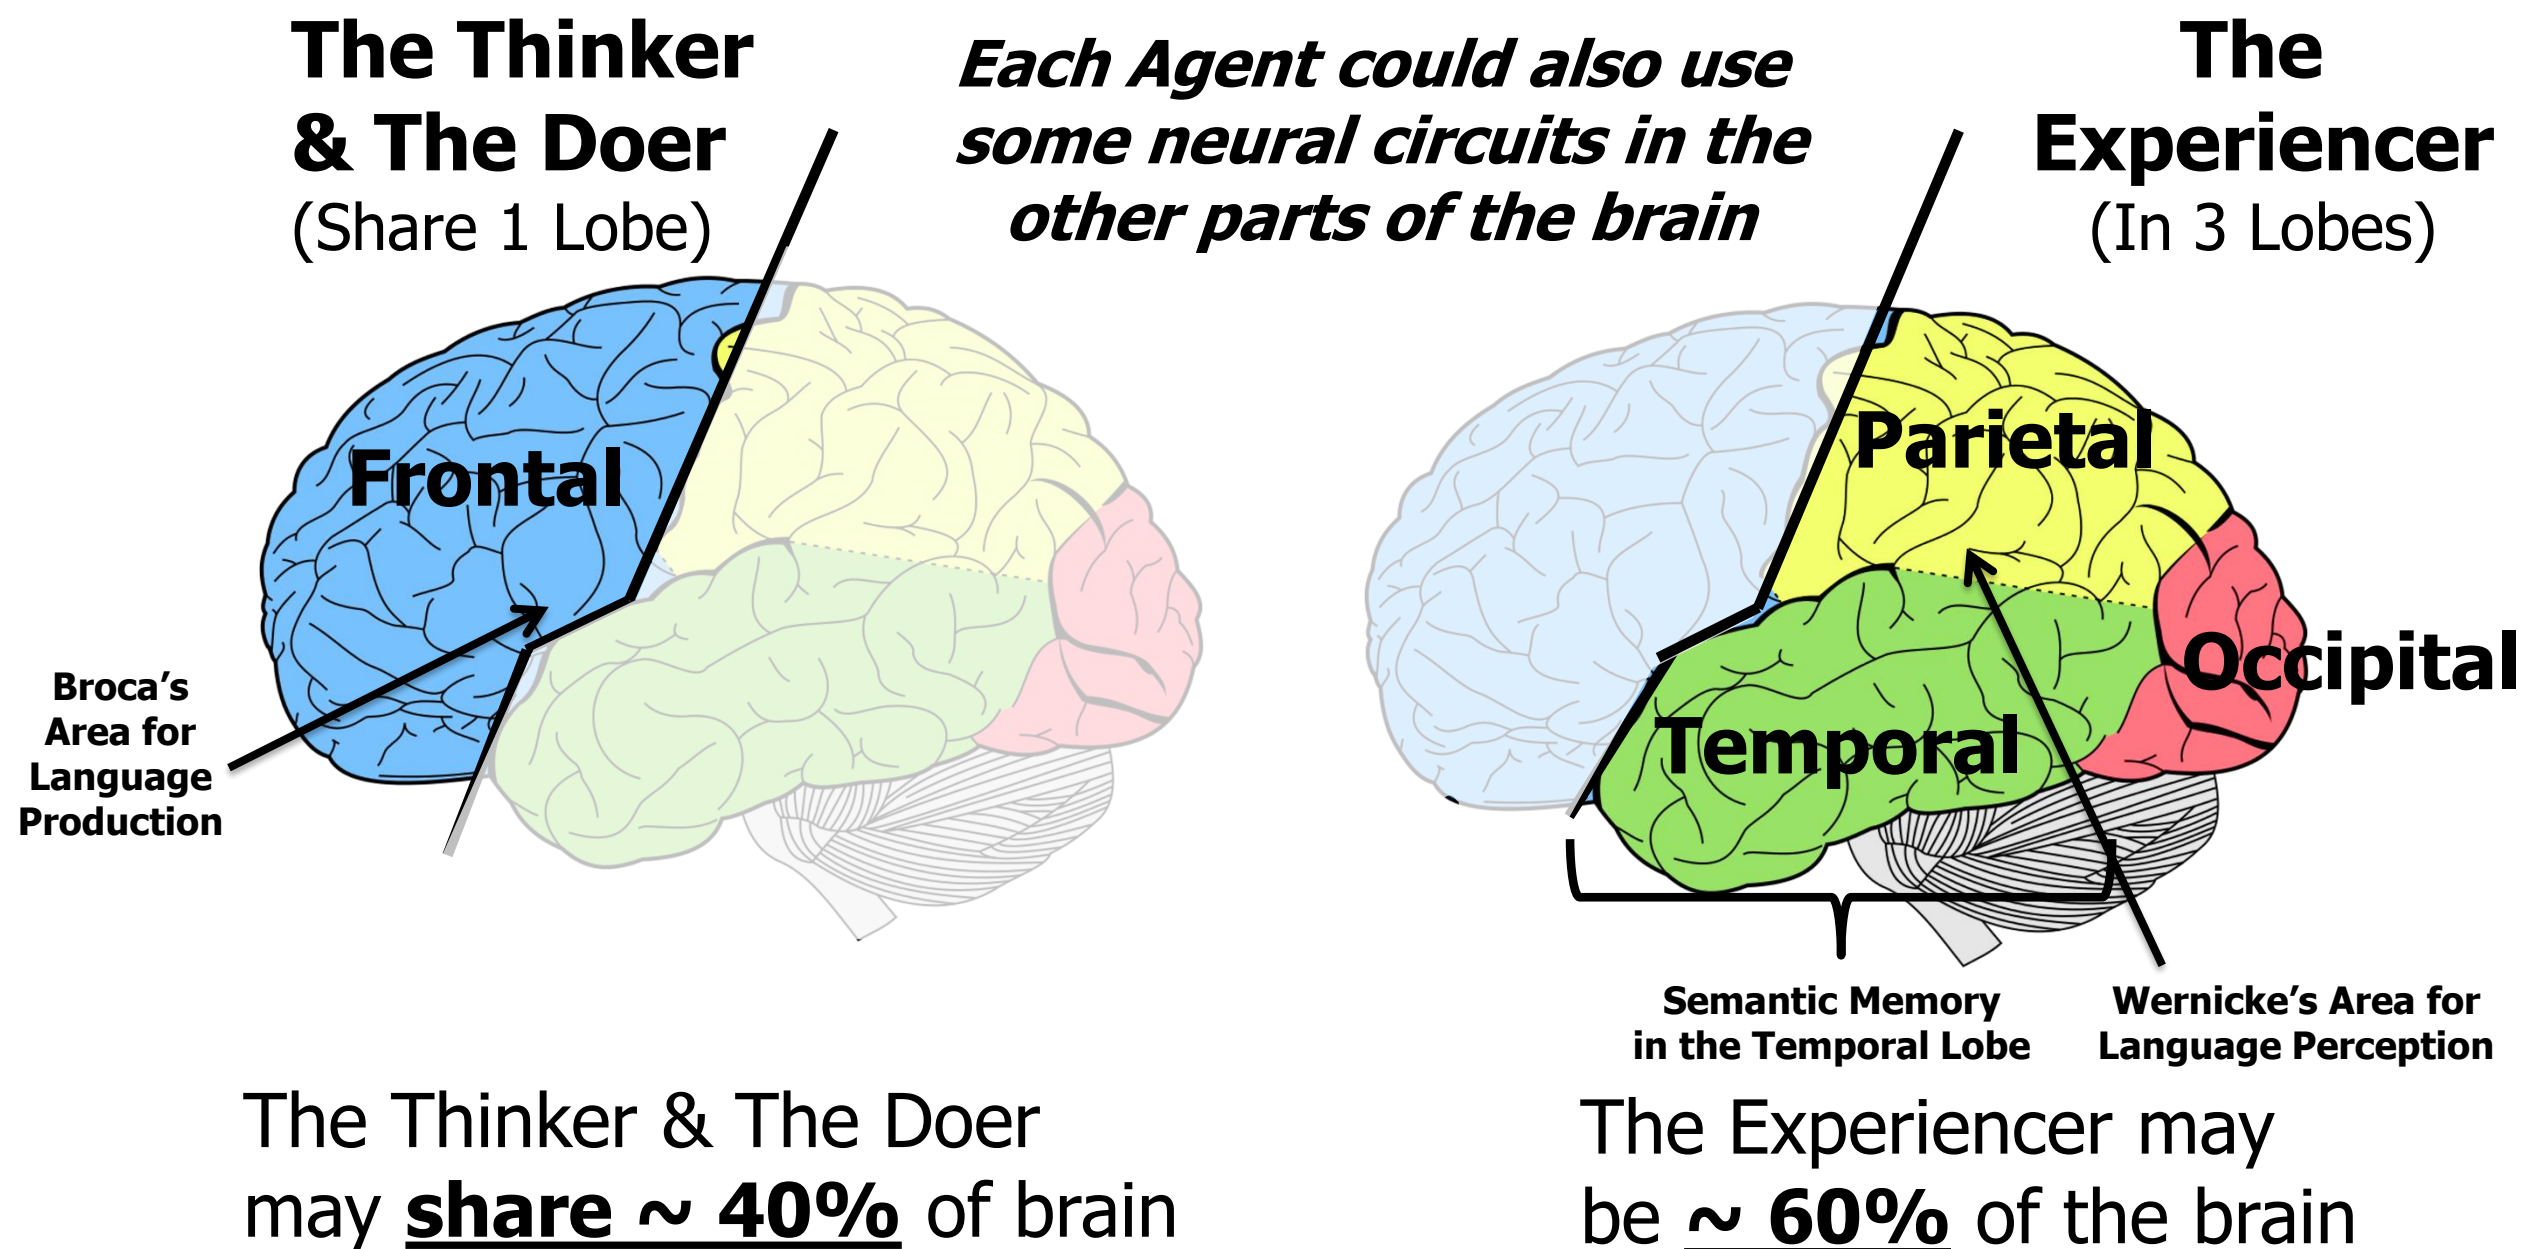 The Thinker
& The Doer
(Share 1 Lobe)
Each Agent could also use
some neural circuits in the
other parts of the brain
The
Experiencer
(In 3 Lobes)
Frontal
Broca’s
Area for
Language
Production
Parietal
Occipital
Temporal
Semantic Memory
in the Temporal Lobe
Wernicke’s Area for
Language Perception
The Thinker & The Doer
may share ~ 40% of brain
The Experiencer may
be ~ 60% of the brain